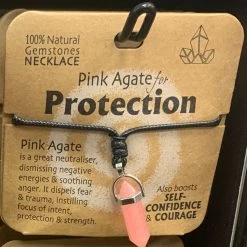 100% Natural
Gemstones
NECKLACE
Pink Agate for
Protection
Pink Agate
is a great neutraliser,
dismissing negative
energies & soothing
anger. It dispels fear
& trauma, instilling
focus of intent,
protection & strength.
Also boosts
SELF-
CONFIDENCE
& COURAGE